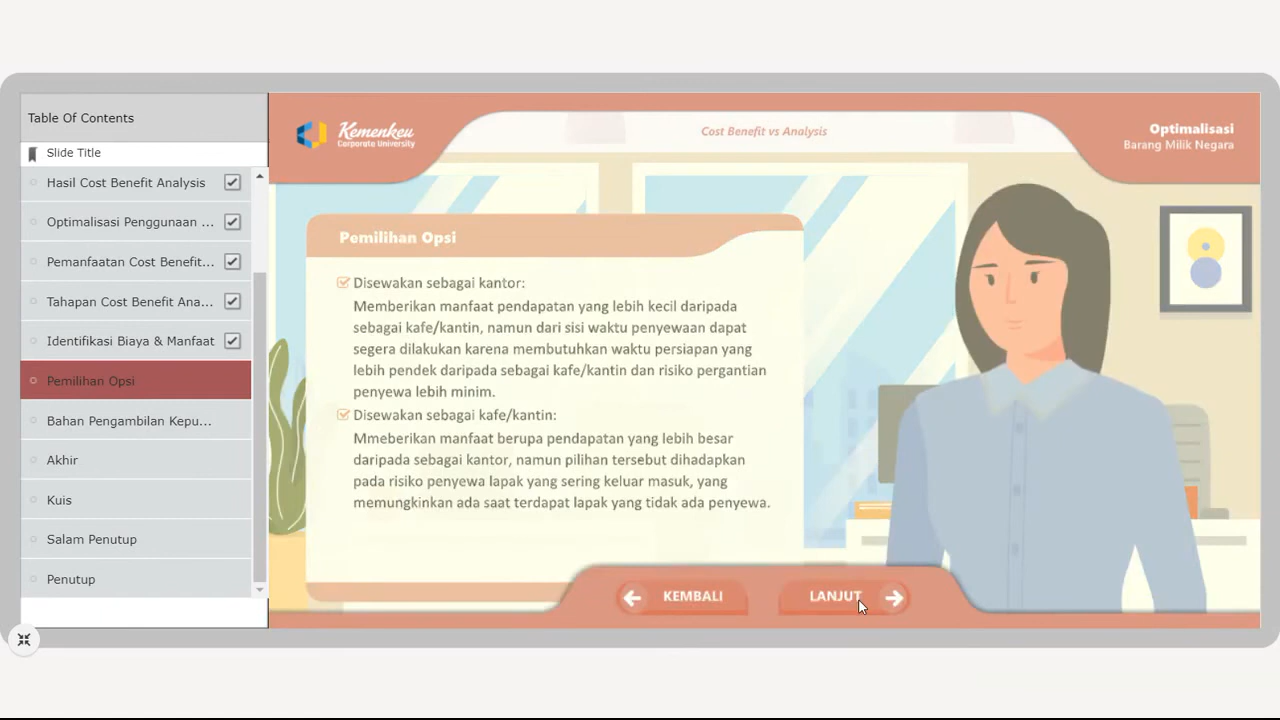 Table Of Contents
Slide Title
Hasil Cost Benefit Analysis
Optimalisasi Penggunaan ...
Pemanfaatan Cost Benefit...
Tahapan Cost Benefit Ana...
Identifikasi Biaya & Manfaat
Pemilihan Opsi
Bahan Pengambilan Kepu...
Akhir
Kuis
Salam Penutup
Penutup
Kemenkeu
Corporate University
Cost Benefit vs Analysis
Optimalisasi
Barang Milik Negara
Pemilihan Opsi
Disewakan sebagai kantor:
Memberikan manfaat pendapatan yang lebih kecil daripada
sebagai kafe/kantin, namun dari sisi waktu penyewaan dapat
segera dilakukan karena membutuhkan waktu persiapan yang
lebih pendek daripada sebagai kafe/kantin dan risiko pergantian
penyewa lebih minim.
Disewakan sebagai kafe/kantin:
Mmeberikan manfaat berupa pendapatan yang lebih besar
daripada sebagai kantor, namun pilihan tersebut dihadapkan
pada risiko penyewa lapak yang sering keluar masuk, yang
memungkinkan ada saat terdapat lapak yang tidak ada penyewa.
KEMBALI
LANJUT